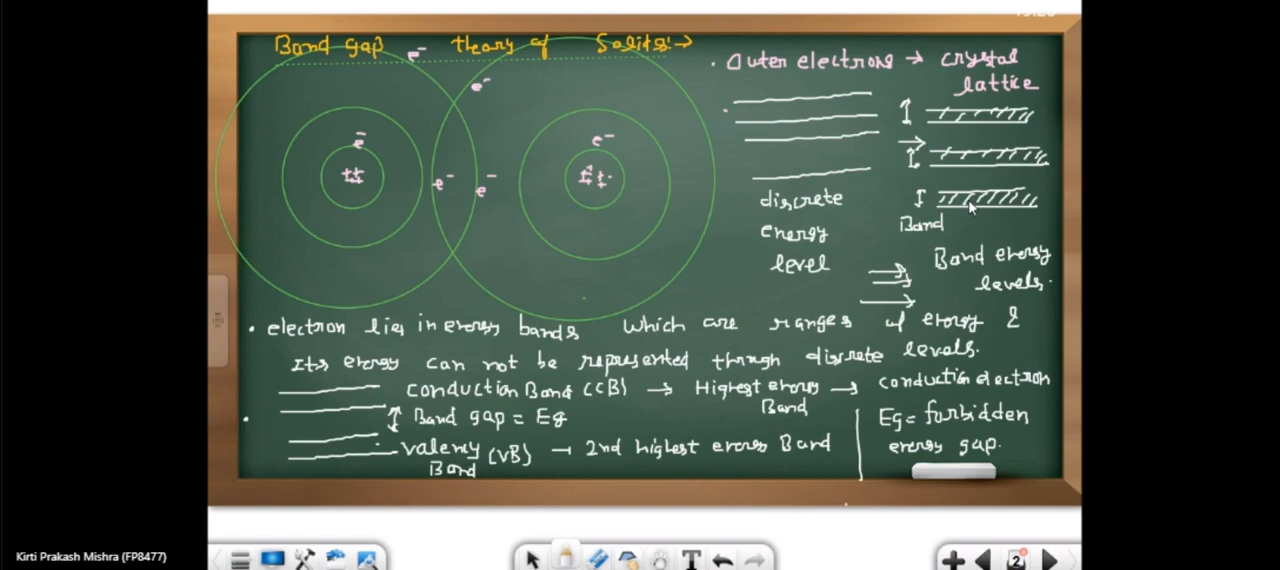 Band gap theory of Solids:→
e⁻
e⁻
e⁻
++
e⁻
e⁻
e⁻
++.
• Outer electrons → crystal
lattice
discrete
energy
level
Band
Band energy
levels.
• electron lies in energy bands which are ranges of energy &
Its energy can not be represented through discrete levels.
Conduction Band (CB) → Highest energy → conduction electron
Band
Band gap = Eg
Valency (VB) → 2nd highest energy Band
Band
Eg = forbidden
energy gap.
Kirti Prakash Mishra (FP8477)
T
2